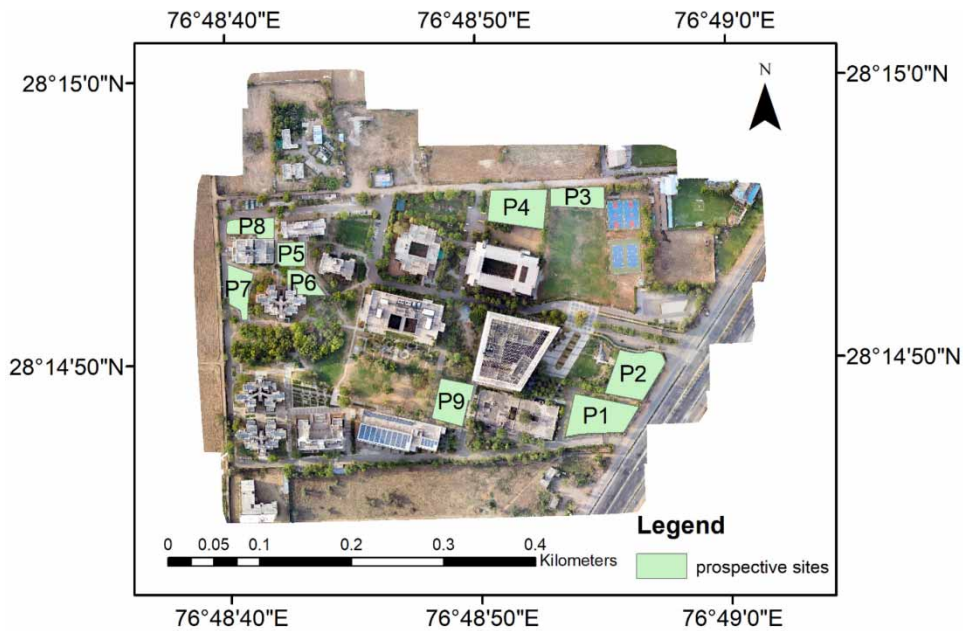 76°48'40"E 76°48'50"E 76°49'0"E
28°15'0"N 28°15'0"N
N
P3
P4
P8
P5
P6
P7
28°14'50"N 28°14'50"N
P2
P9
P1
Legend
prospective sites
0 0.05 0.1 0.2 0.3 0.4
Kilometers
76°48'40"E 76°48'50"E 76°49'0"E